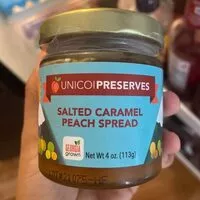 UNICOI PRESERVES
SALTED CARAMEL
PEACH SPREAD
GEORGIA
grown
Net Wt 4 oz. (113g)